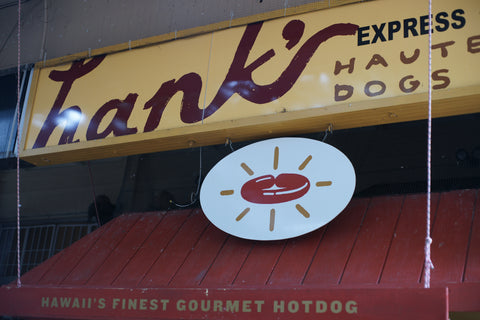 hank's
EXPRESS
HAUTE
DOGS
HAWAII'S FINEST GOURMET HOTDOG